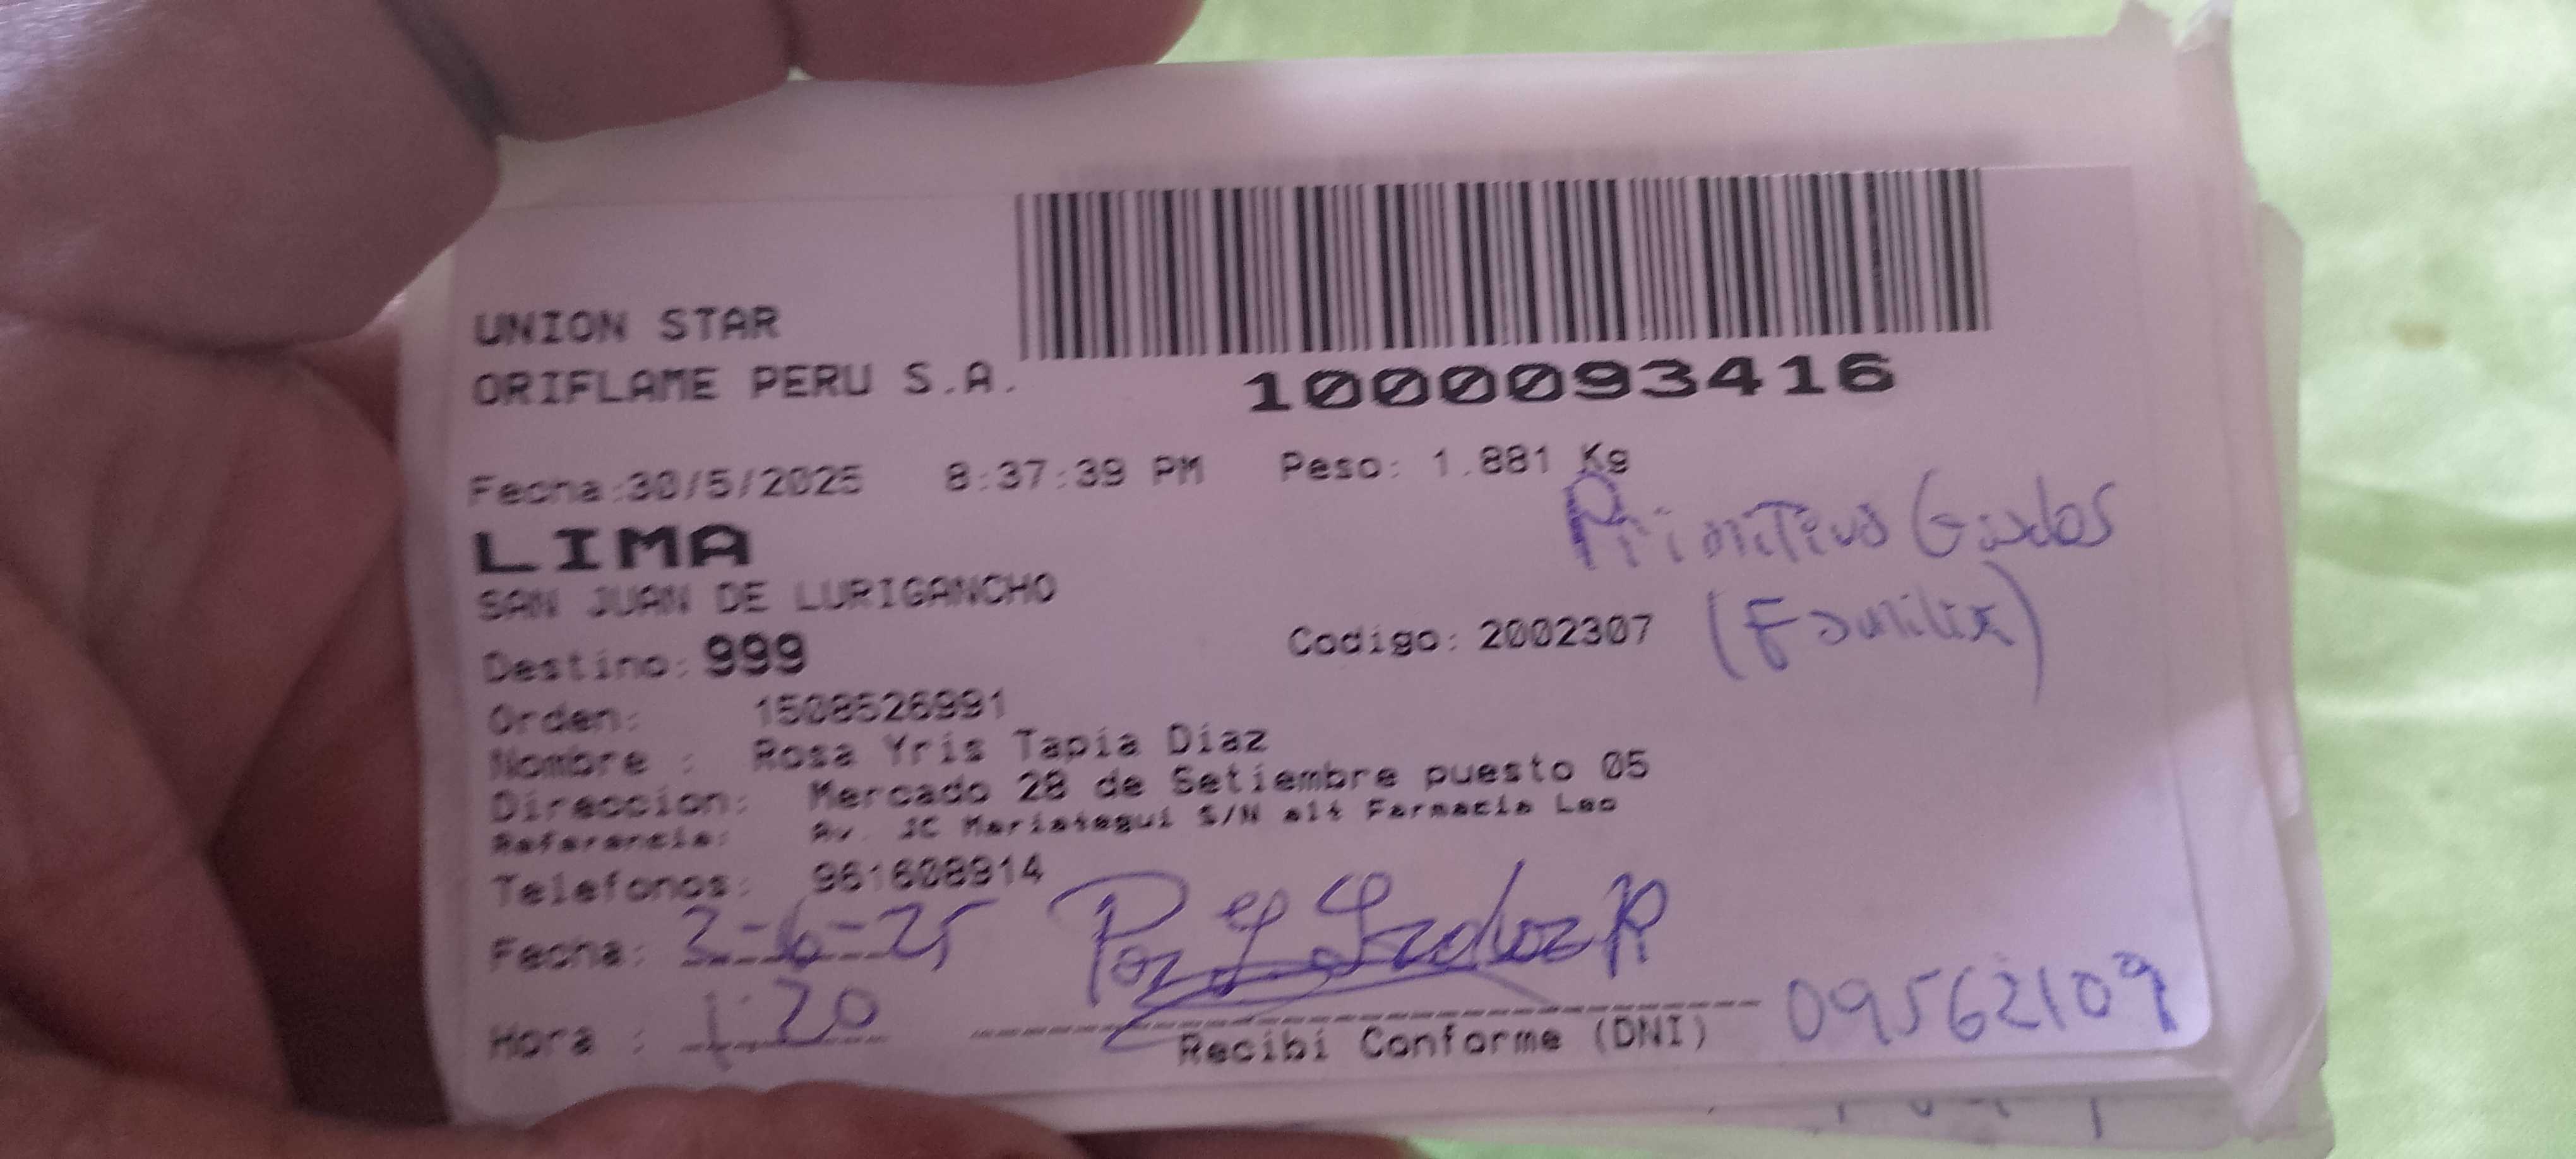 UNION STAR
ORIFLAME PERU S.A.
1000093416
Fecha:30/5/2025 8:37:39 PM Peso: 1.881 Kg
LIMA
Primitivo
SAN JUAN DE LURIGANCHO
Destino: 999 Codigo: 2002307 (Familia)
Orden: 1508526991
Nombre : Rosa Yris Tapia Diaz
Direccion: Mercado 28 de Setiembre puesto 05
Referencia: Av. JC Mariategui S/N alt Farmacia Leo
Telefonos: 961608914
Fecha: 2-6-25
Hora : 1:20
Recibi Conforme (DNI) 09562109